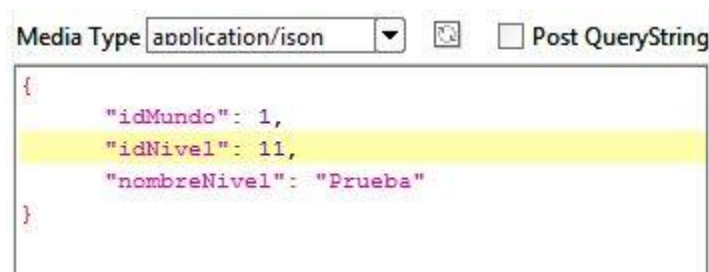 Media Type application/json Post QueryString
{
"idMundo": 1,
"idNivel": 11,
"nombreNivel": "Prueba"
}